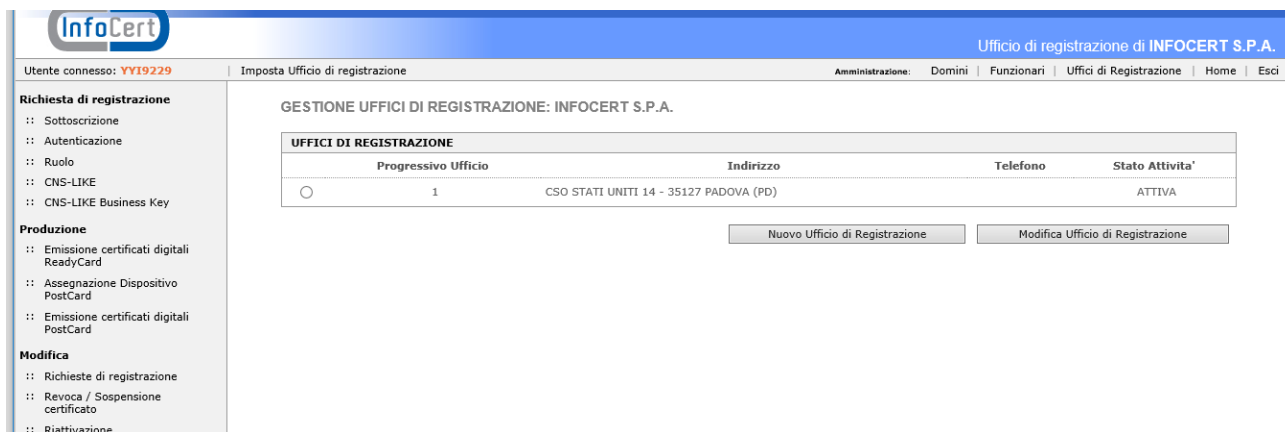 InfoCert
Ufficio di registrazione di INFOCERT S.P.A.
Utente connesso: YYI9229 | Imposta Ufficio di registrazione Amministrazione: Domini | Funzionari | Uffici di Registrazione | Home | Esci
Richiesta di registrazione
:: Sottoscrizione
:: Autenticazione
:: Ruolo
:: CNS-LIKE
:: CNS-LIKE Business Key
Produzione
:: Emissione certificati digitali
ReadyCard
:: Assegnazione Dispositivo
PostCard
:: Emissione certificati digitali
PostCard
Modifica
:: Richieste di registrazione
:: Revoca / Sospensione
certificato
:: Riattivazione
GESTIONE UFFICI DI REGISTRAZIONE: INFOCERT S.P.A.
UFFICI DI REGISTRAZIONE
Progressivo Ufficio Indirizzo Telefono Stato Attivita'
1 CSO STATI UNITI 14 - 35127 PADOVA (PD) ATTIVA
Nuovo Ufficio di Registrazione Modifica Ufficio di Registrazione